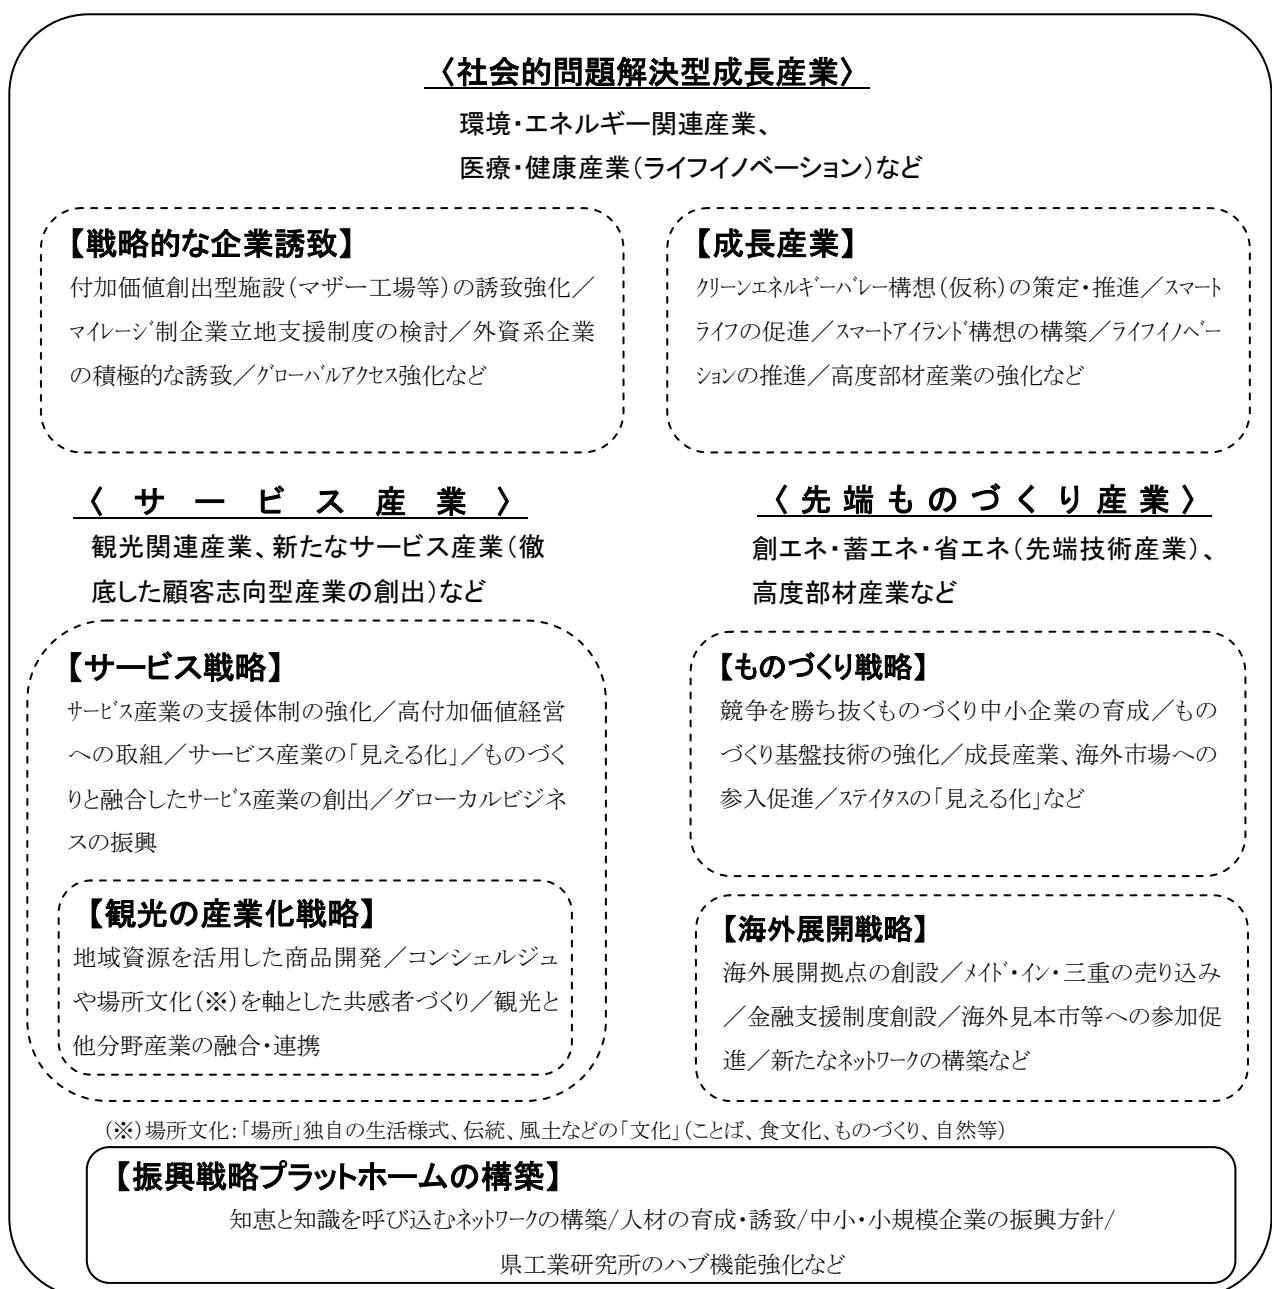 〈社会的問題解決型成長産業〉
環境・エネルギー関連産業、
医療・健康産業（ライフイノベーション）など
【戦略的な企業誘致】
付加価値創出型施設（マザー工場等）の誘致強化／
ﾏｲﾚｰｼﾞ制企業立地支援制度の検討／外資系企業
の積極的な誘致／ｸﾞﾛｰﾊﾞﾙｱｸｾｽ強化など
【成長産業】
ｸﾘｰﾝｴﾈﾙｷﾞｰﾊﾞﾚｰ構想（仮称）の策定・推進／ｽﾏｰﾄ
ﾗｲﾌの促進／ｽﾏｰﾄｱｲﾗﾝﾄﾞ構想の構築／ﾗｲﾌｲﾉﾍﾞｰ
ｼｮﾝの推進／高度部材産業の強化など
〈サービス産業〉
観光関連産業、新たなサービス産業（徹
底した顧客志向型産業の創出）など
【サービス戦略】
ｻｰﾋﾞｽ産業の支援体制の強化／高付加価値経営
への取組／サービス産業の「見える化」／ものづく
りと融合したｻｰﾋﾞｽ産業の創出／グローカルビジネ
スの振興
【観光の産業化戦略】
地域資源を活用した商品開発／コンシェルジュ
や場所文化（※）を軸とした共感者づくり／観光と
他分野産業の融合・連携
〈先端ものづくり産業〉
創エネ・蓄エネ・省エネ（先端技術産業）、
高度部材産業など
【ものづくり戦略】
競争を勝ち抜くものづくり中小企業の育成／もの
づくり基盤技術の強化／成長産業、海外市場への
参入促進／ｽﾃｲﾀｽの「見える化」など
【海外展開戦略】
海外展開拠点の創設／ﾒｲﾄﾞ・イン・三重の売り込み
／金融支援制度創設／海外見本市等への参加促
進／新たなﾈｯﾄﾜｰｸの構築など
（※）場所文化：「場所」独自の生活様式、伝統、風土などの「文化」（ことば、食文化、ものづくり、自然等）
【振興戦略プラットホームの構築】
知恵と知識を呼び込むﾈｯﾄﾜｰｸの構築/人材の育成・誘致/中小・小規模企業の振興方針/
県工業研究所のハブ機能強化など